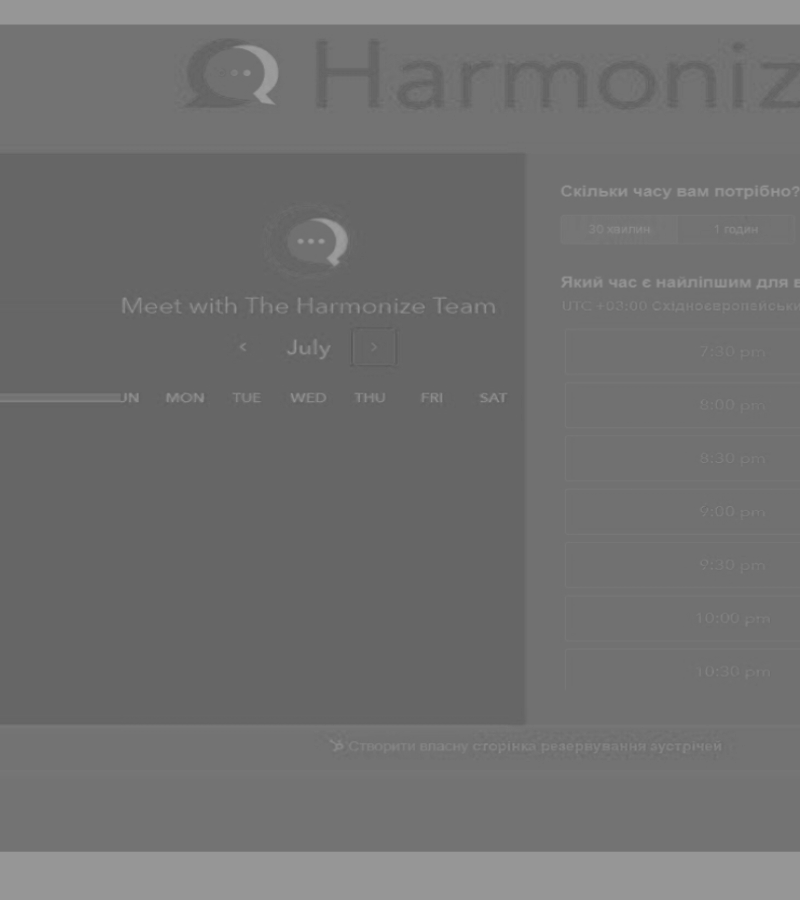 Harmoniz
Meet with The Harmonize Team
July
UN MON TUE WED THU FRI SAT
Скільки часу вам потрібно?
30 хвилин 1 годин
Який час є найліпшим для в
UTC +03:00 Східноєвропейськи
7:30 pm
8:00 pm
8:30 pm
9:00 pm
9:30 pm
10:00 pm
10:30 pm
Створити власну сторінка резервування зустрічей